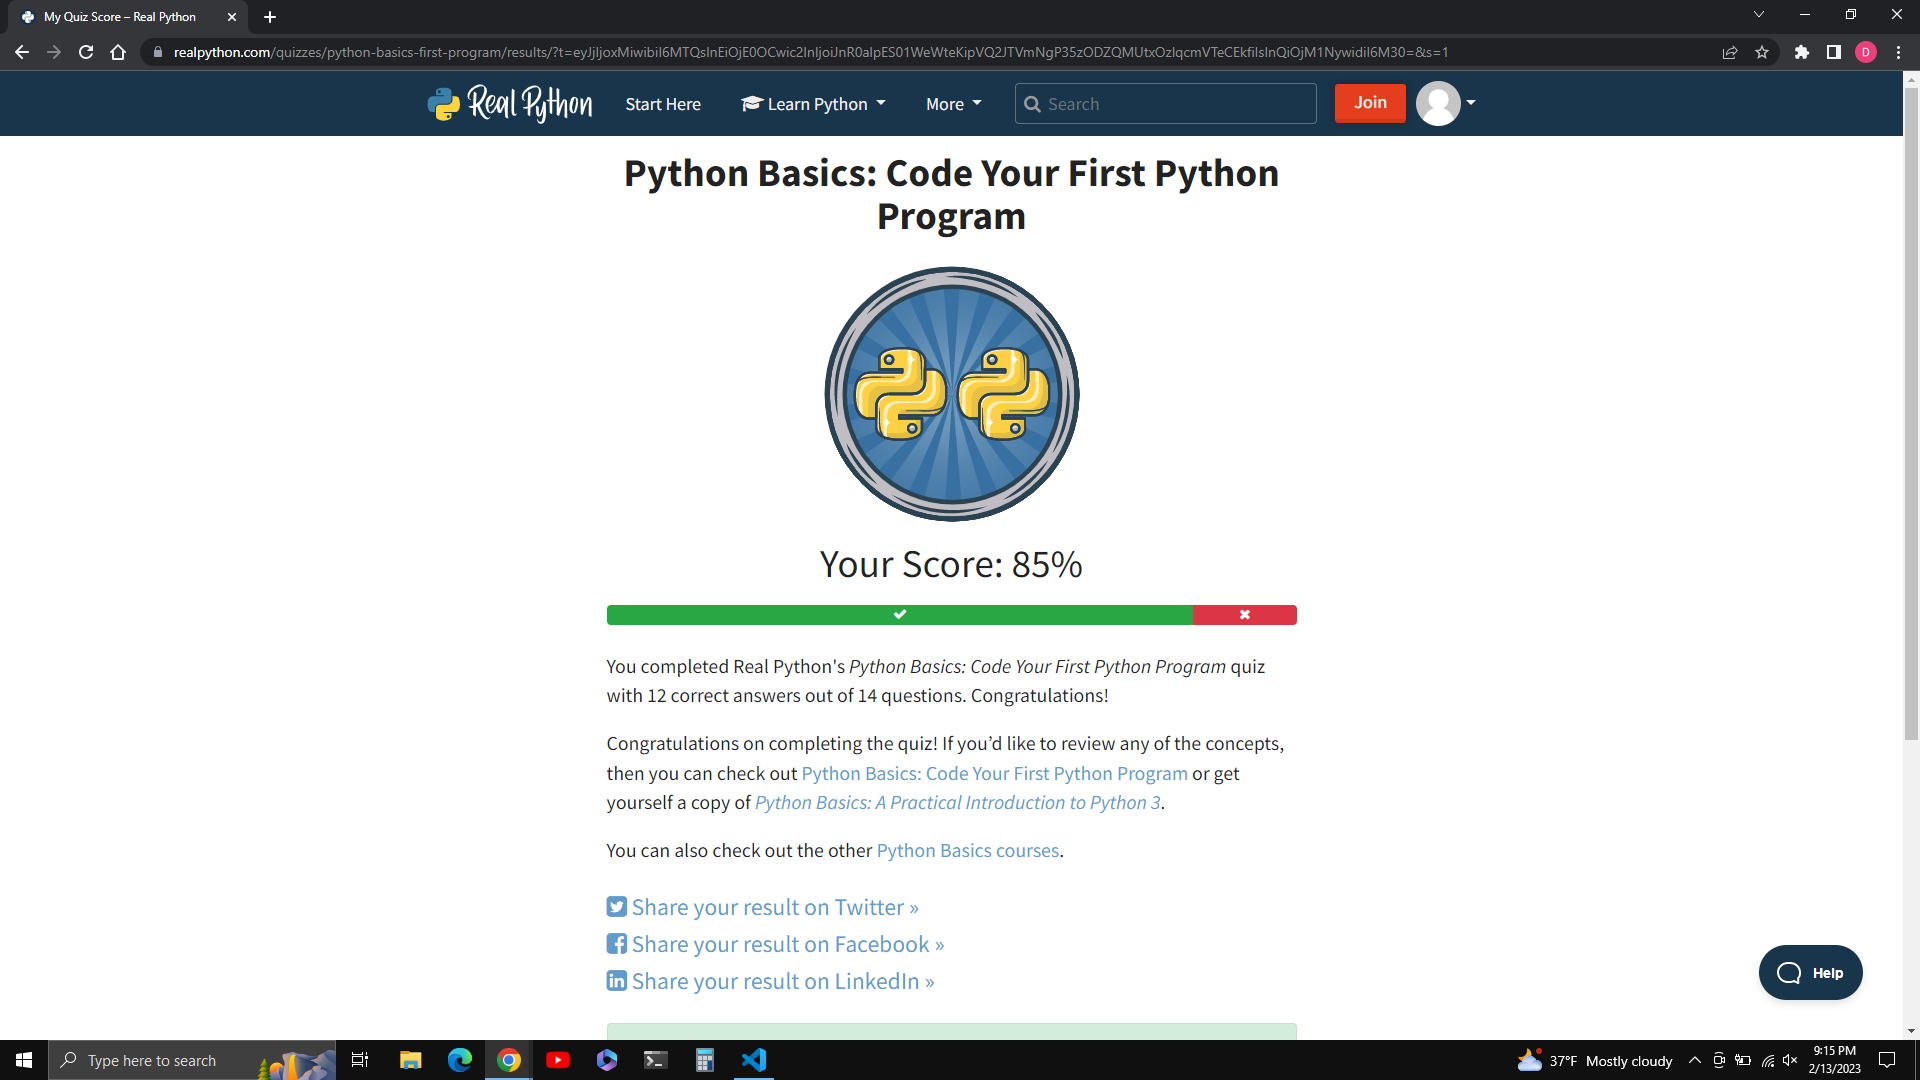 My Quiz Score – Real Python
realpython.com/quizzes/python-basics-first-program/results/?t=
Real Python
Start Here
Learn Python
More
Search
Join
Python Basics: Code Your First Python
Program
Your Score: 85%
You completed Real Python's Python Basics: Code Your First Python Program quiz
with 12 correct answers out of 14 questions. Congratulations!
Congratulations on completing the quiz! If you’d like to review any of the concepts,
then you can check out Python Basics: Code Your First Python Program or get
yourself a copy of Python Basics: A Practical Introduction to Python 3.
You can also check out the other Python Basics courses.
Share your result on Twitter »
Share your result on Facebook »
Share your result on LinkedIn »
Help
Type here to search
37°F Mostly cloudy
9:15 PM
2/13/2023
D